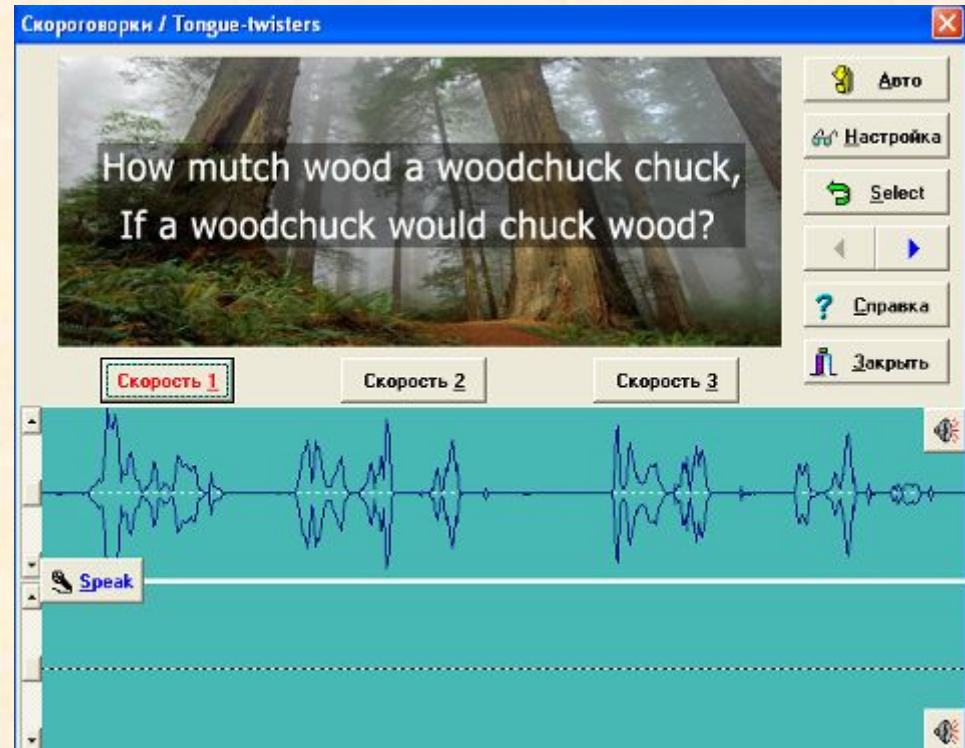 Скороговорки / Tongue-twisters
How mutch wood a woodchuck chuck,
If a woodchuck would chuck wood?
Авто
Настройка
Select
Справка
Закрыть
Скорость 1
Скорость 2
Скорость 3
Speak